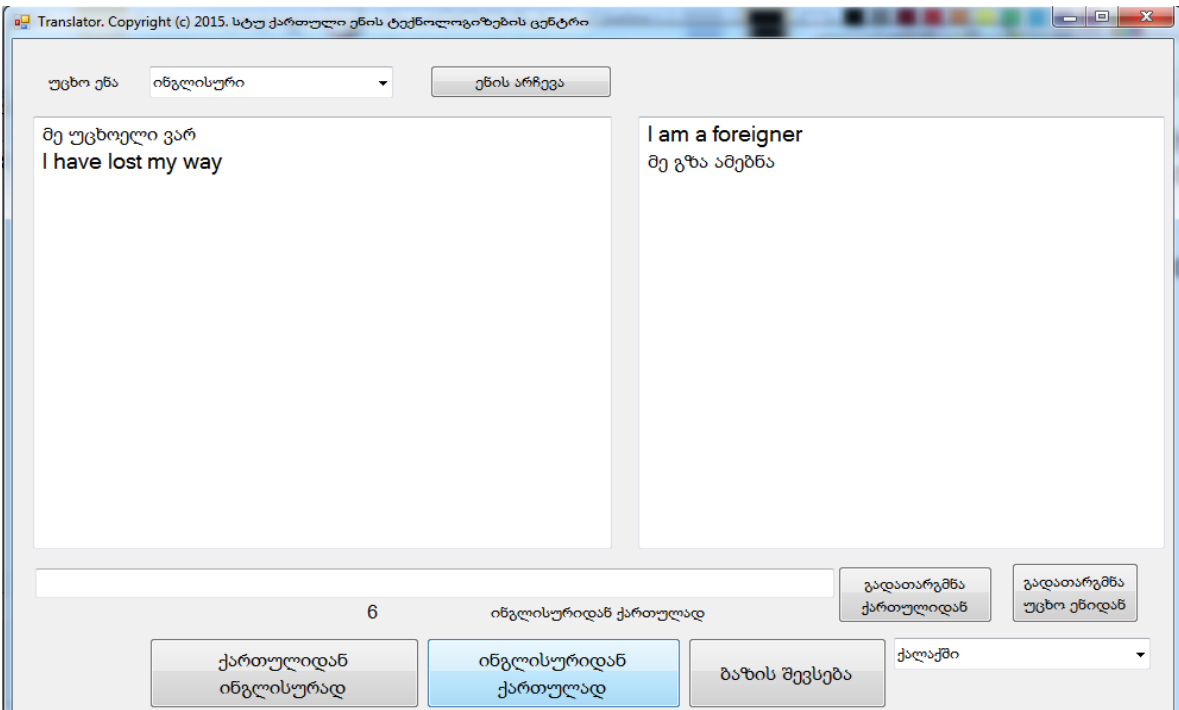 Translator. Copyright (c) 2015. სტუ ქართული ენის ტექნოლოგიზების ცენტრი
უცხო ენა ინგლისური ენის არჩევა
მე უცხოელი ვარ
I have lost my way
I am a foreigner
მე გზა ამებნა
გადათარგმნა
ქართულიდან
გადათარგმნა
უცხო ენიდან
6 ინგლისურიდან ქართულად
ქართულიდან
ინგლისურად
ინგლისურიდან
ქართულად
ბაზის შევსება
ქალაქში